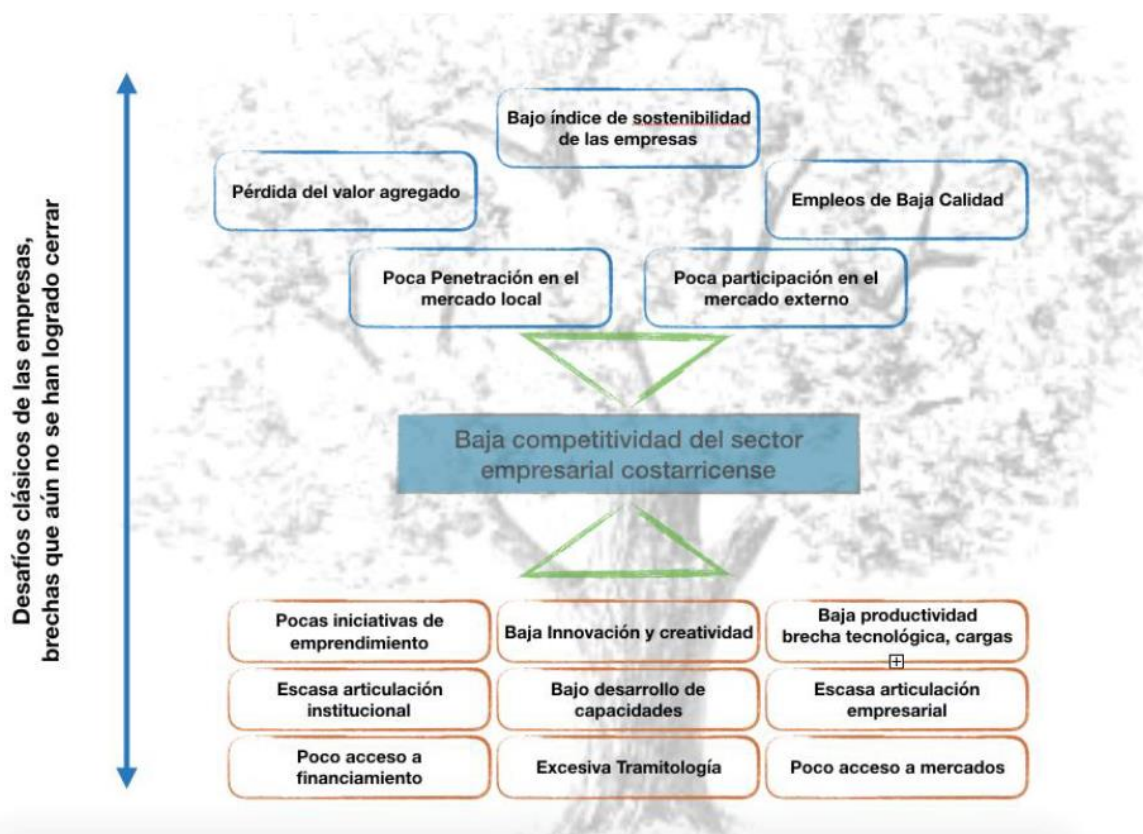 Desafíos clásicos de las empresas,
brechas que aún no se han logrado cerrar
Bajo índice de sostenibilidad
de las empresas
Pérdida del valor agregado
Empleos de Baja Calidad
Poca Penetración en el
mercado local
Poca participación en el
mercado externo
Baja competitividad del sector
empresarial costarricense
Pocas iniciativas de
emprendimiento
Baja Innovación y creatividad
Baja productividad
brecha tecnológica, cargas
Escasa articulación
institucional
Bajo desarrollo de
capacidades
Escasa articulación
empresarial
Poco acceso a
financiamiento
Excesiva Tramitología
Poco acceso a mercados